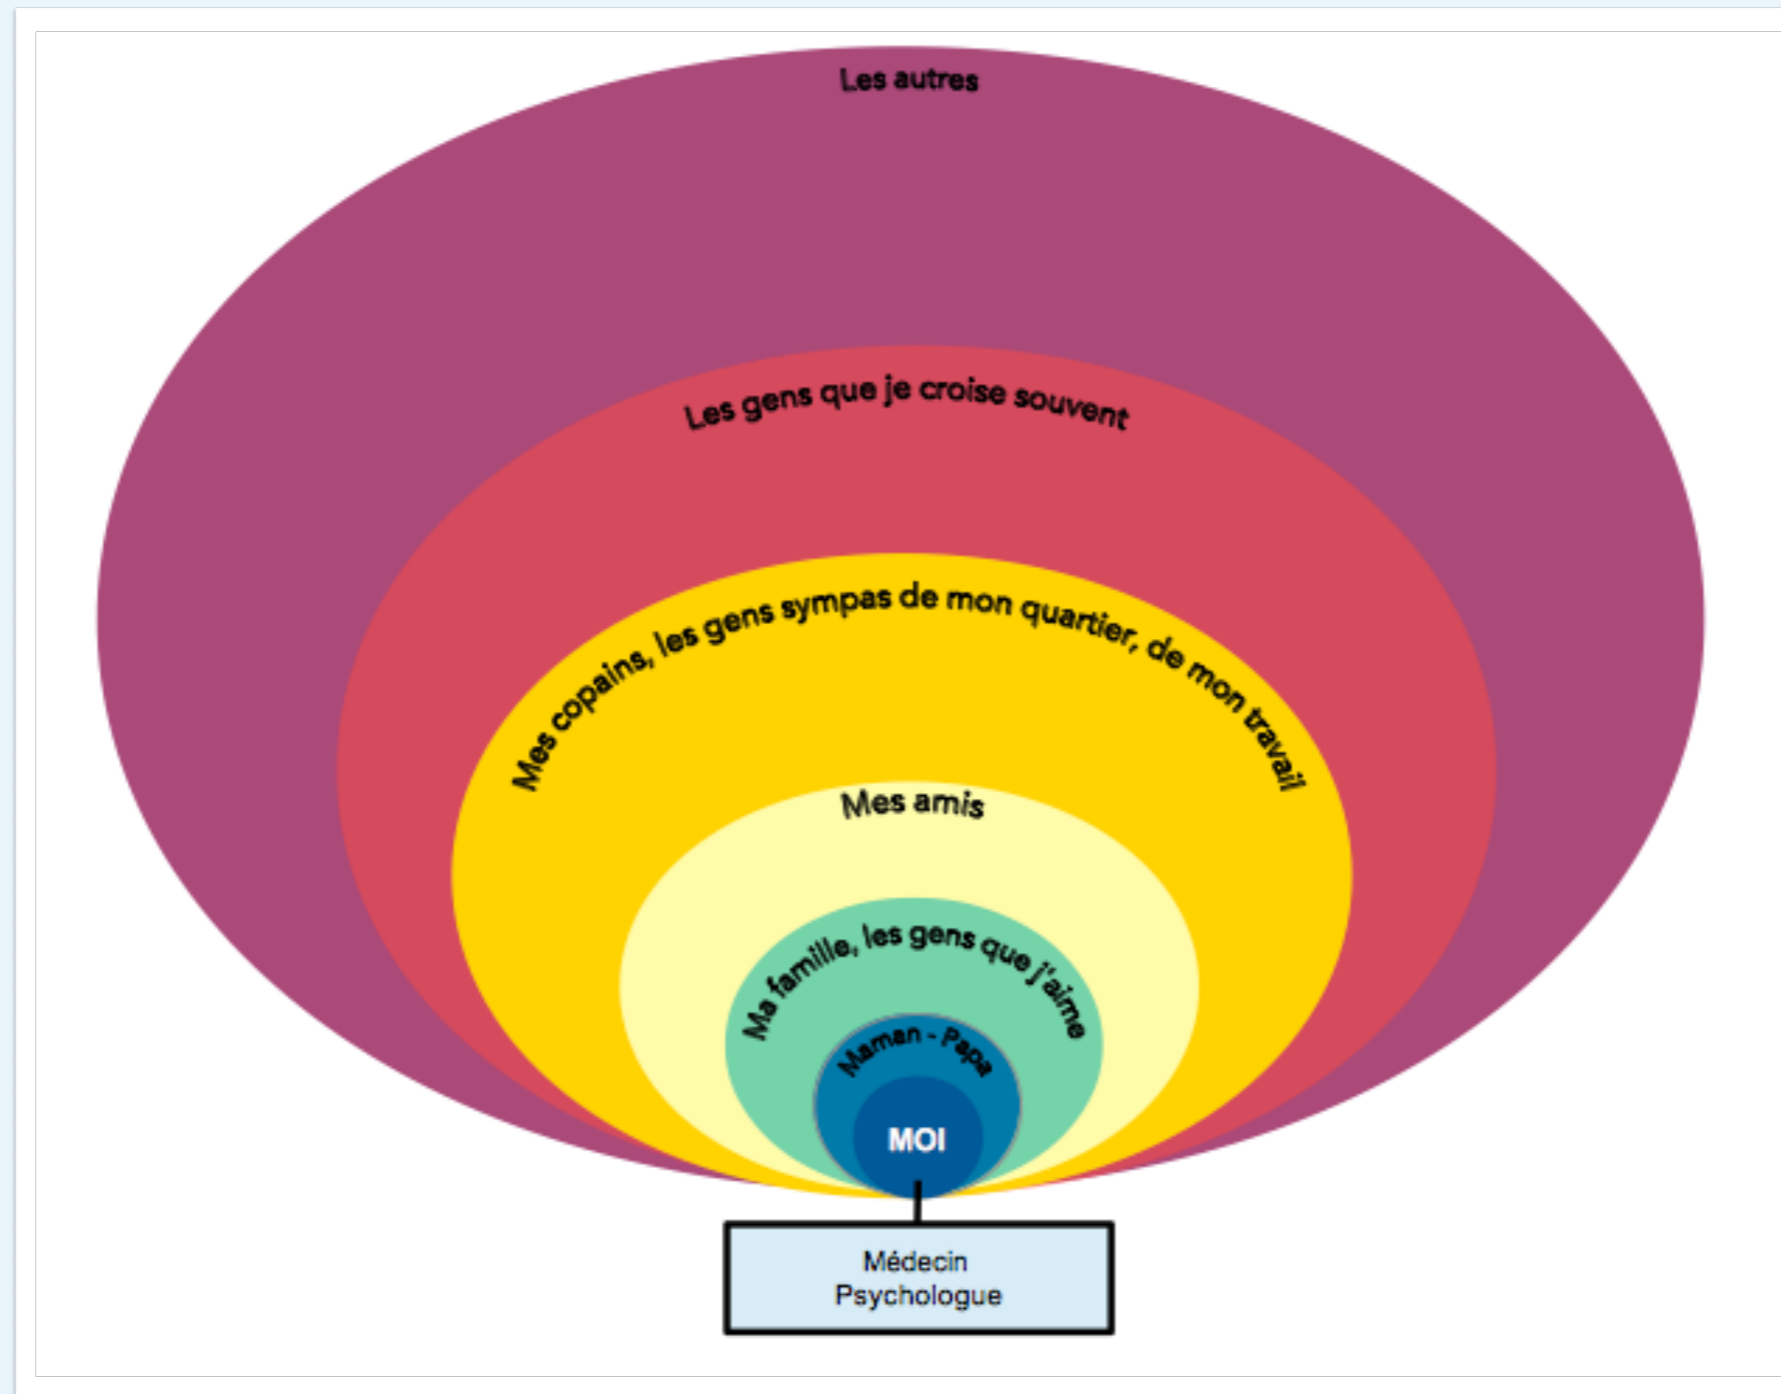 Les autres
Les gens que je croise souvent
Mes copains, les gens sympas de mon quartier, de mon travail
Mes amis
Ma famille, les gens que j'aime
Maman - Papa
MOI
Médecin
Psychologue